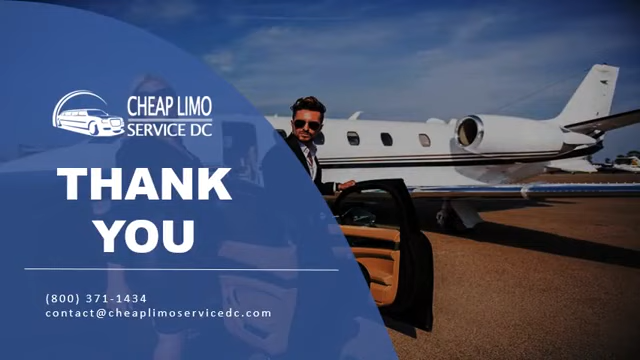 CHEAP LIMO
SERVICE DC
THANK
YOU
(800) 371-1434
contact@cheaplimoservicedc.com